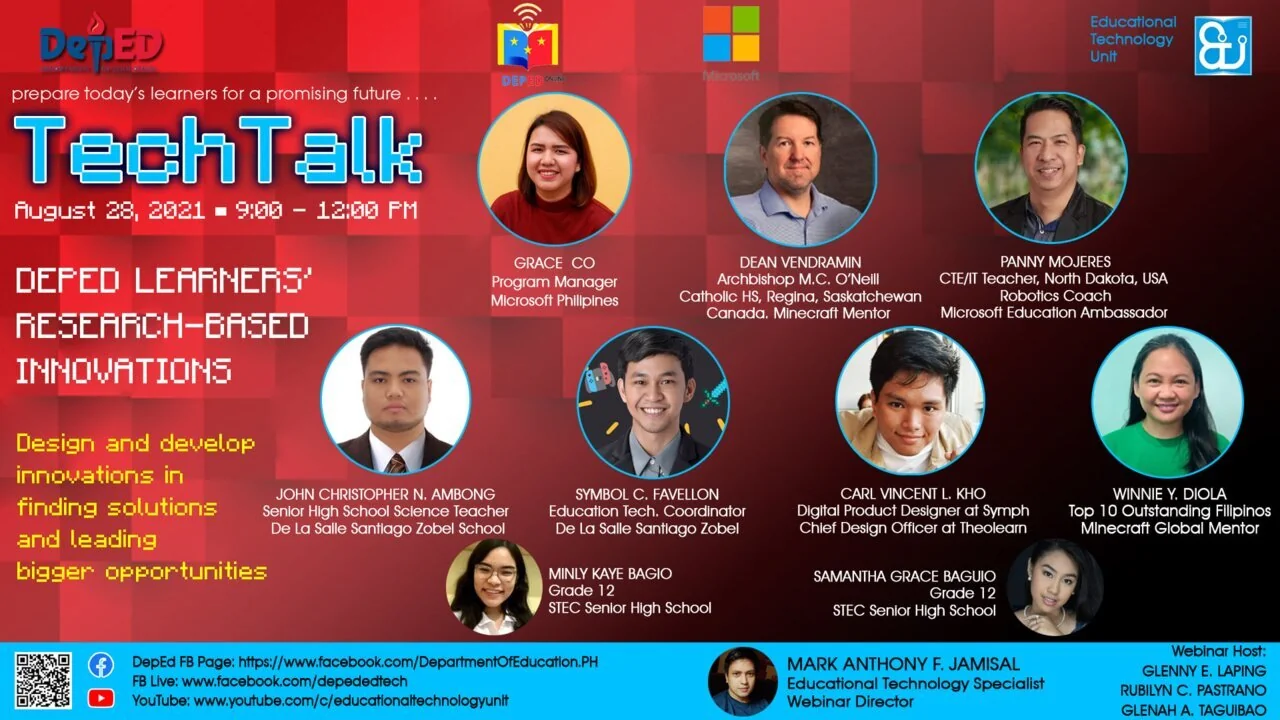 DepED
DEPARTMENT OF EDUCATION
prepare today's learners for a promising future . . . .
TechTalk
August 28, 2021 ▪ 9:00 - 12:00 PM
DEPED LEARNERS'
RESEARCH-BASED
INNOVATIONS
Design and develop
innovations in
finding solutions
and leading
bigger opportunities
DEPED
Microsoft
Educational
Technology
Unit
GRACE CO
Program Manager
Microsoft Philipines
DEAN VENDRAMIN
Archbishop M.C. O'Neill
Catholic HS, Regina, Saskatchewan
Canada. Minecraft Mentor
PANNY MOJERES
CTE/IT Teacher, North Dakota, USA
Robotics Coach
Microsoft Education Ambassador
JOHN CHRISTOPHER N. AMBONG
Senior High School Science Teacher
De La Salle Santiago Zobel School
SYMBOL C. FAVELLON
Education Tech. Coordinator
De La Salle Santiago Zobel
CARL VINCENT L. KHO
Digital Product Designer at Symph
Chief Design Officer at Theolearn
WINNIE Y. DIOLA
Top 10 Outstanding Filipinos
Minecraft Global Mentor
MINLY KAYE BAGIO
Grade 12
STEC Senior High School
SAMANTHA GRACE BAGUIO
Grade 12
STEC Senior High School
DepEd FB Page: https://www.facebook.com/DepartmentOfEducation.PH
FB Live: www.facebook.com/depededtech
YouTube: www.youtube.com/c/educationaltechnologyunit
MARK ANTHONY F. JAMISAL
Educational Technology Specialist
Webinar Director
Webinar Host:
GLENNY E. LAPING
RUBILYN C. PASTRANO
GLENAH A. TAGUIBAO